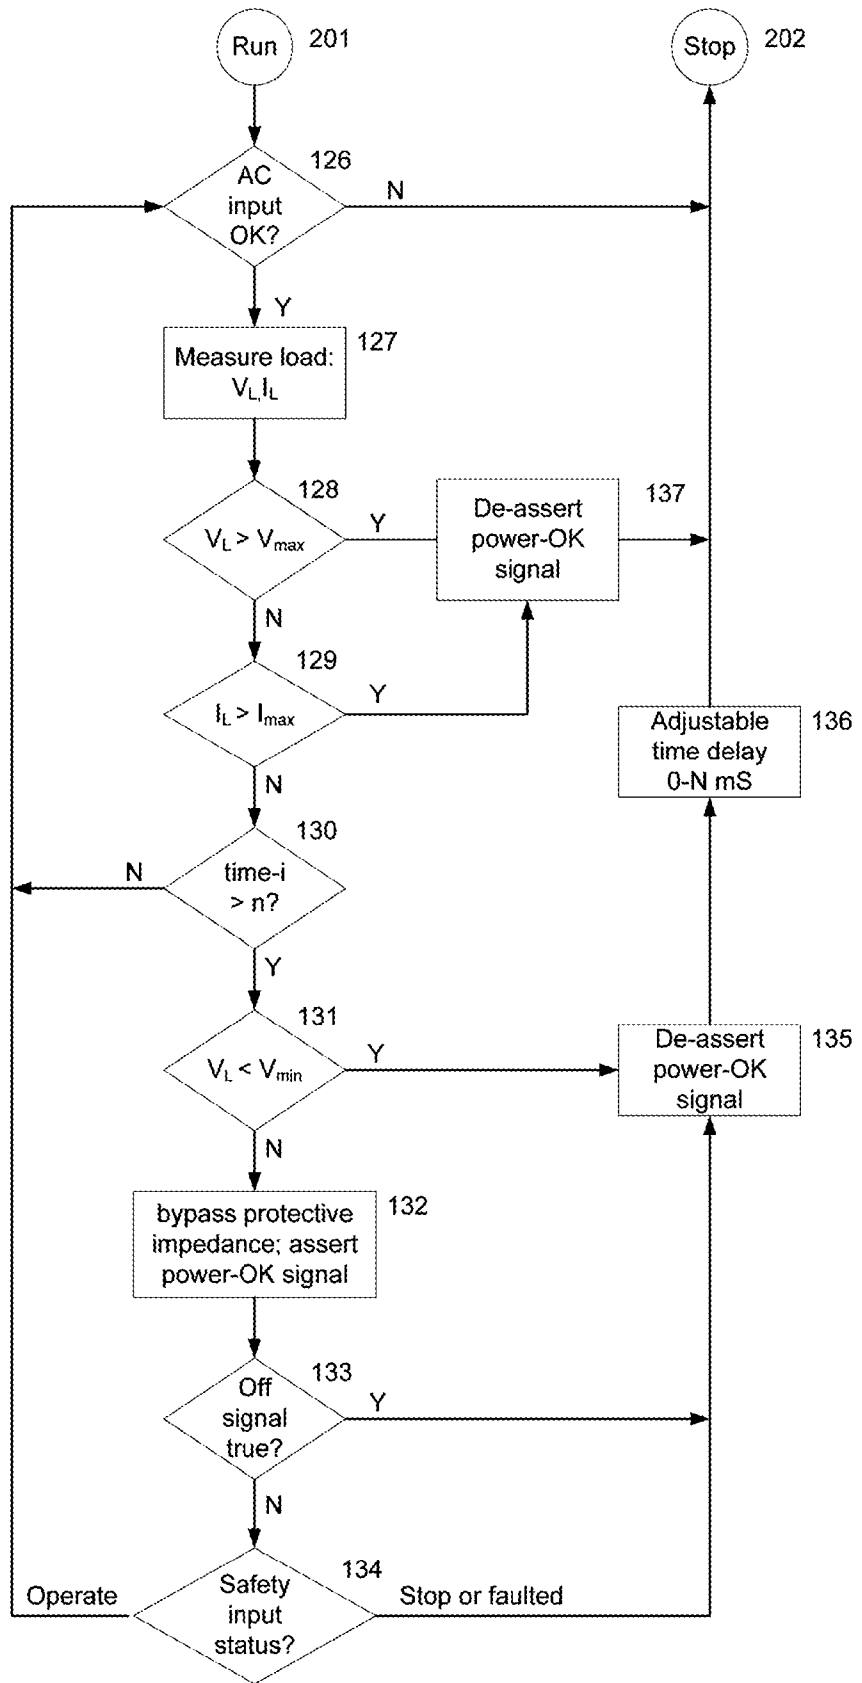 Run 201
Stop 202
126
AC
input
OK?
N
Y
127
Measure load:
VL,IL
128
VL > Vmax
Y
De-assert
power-OK
signal
137
N
129
IL > Imax
Y
Adjustable
time delay
0-N mS
136
N
130
time-i
> n?
N
Y
131
VL < Vmin
Y
De-assert
power-OK
signal
135
N
bypass protective
impedance; assert
power-OK signal
132
133
Off
signal
true?
Y
N
134
Safety
input
status?
Operate
Stop or faulted